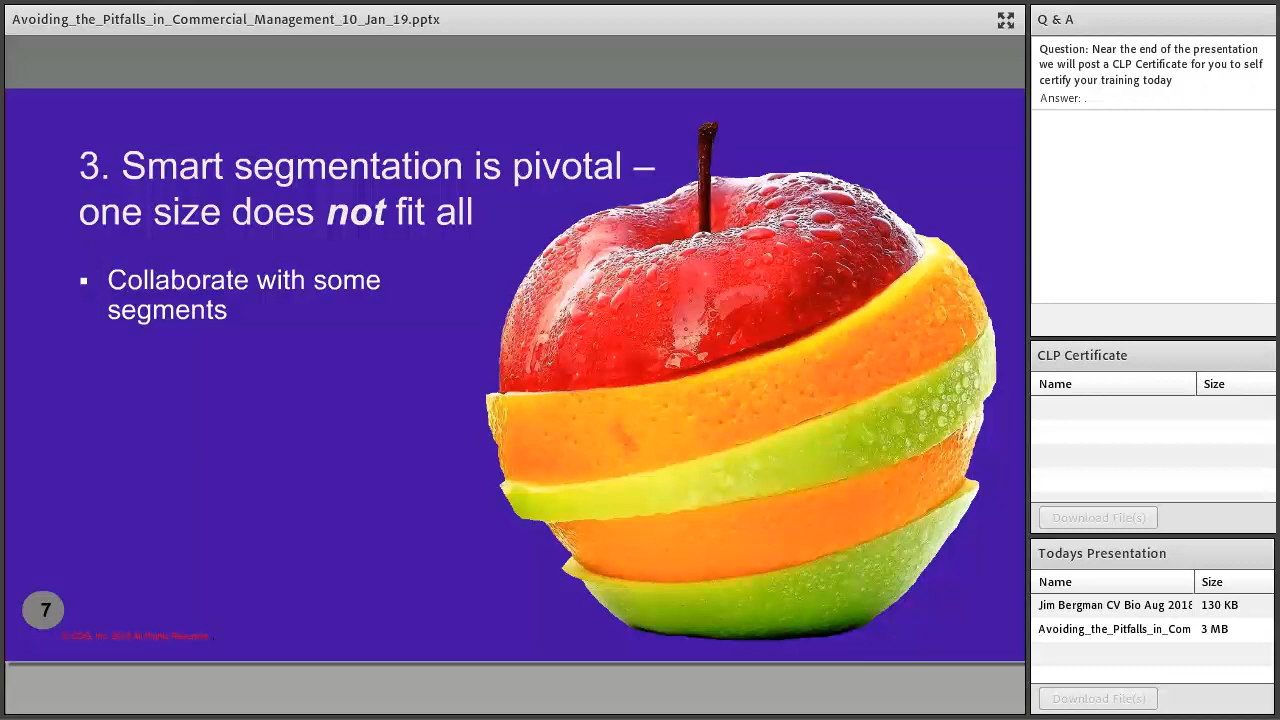 Avoiding_the_Pitfalls_in_Commercial_Management_10_Jan_19.pptx
3. Smart segmentation is pivotal –
one size does not fit all
▪ Collaborate with some
segments
7
All Rights Reserved
Q & A
Question: Near the end of the presentation
we will post a CLP Certificate for you to self
certify your training today
Answer: .
CLP Certificate
Name Size
Download File(s)
Todays Presentation
Name Size
Jim Bergman CV Bio Aug 2018 130 KB
Avoiding_the_Pitfalls_in_Com 3 MB
Download File(s)